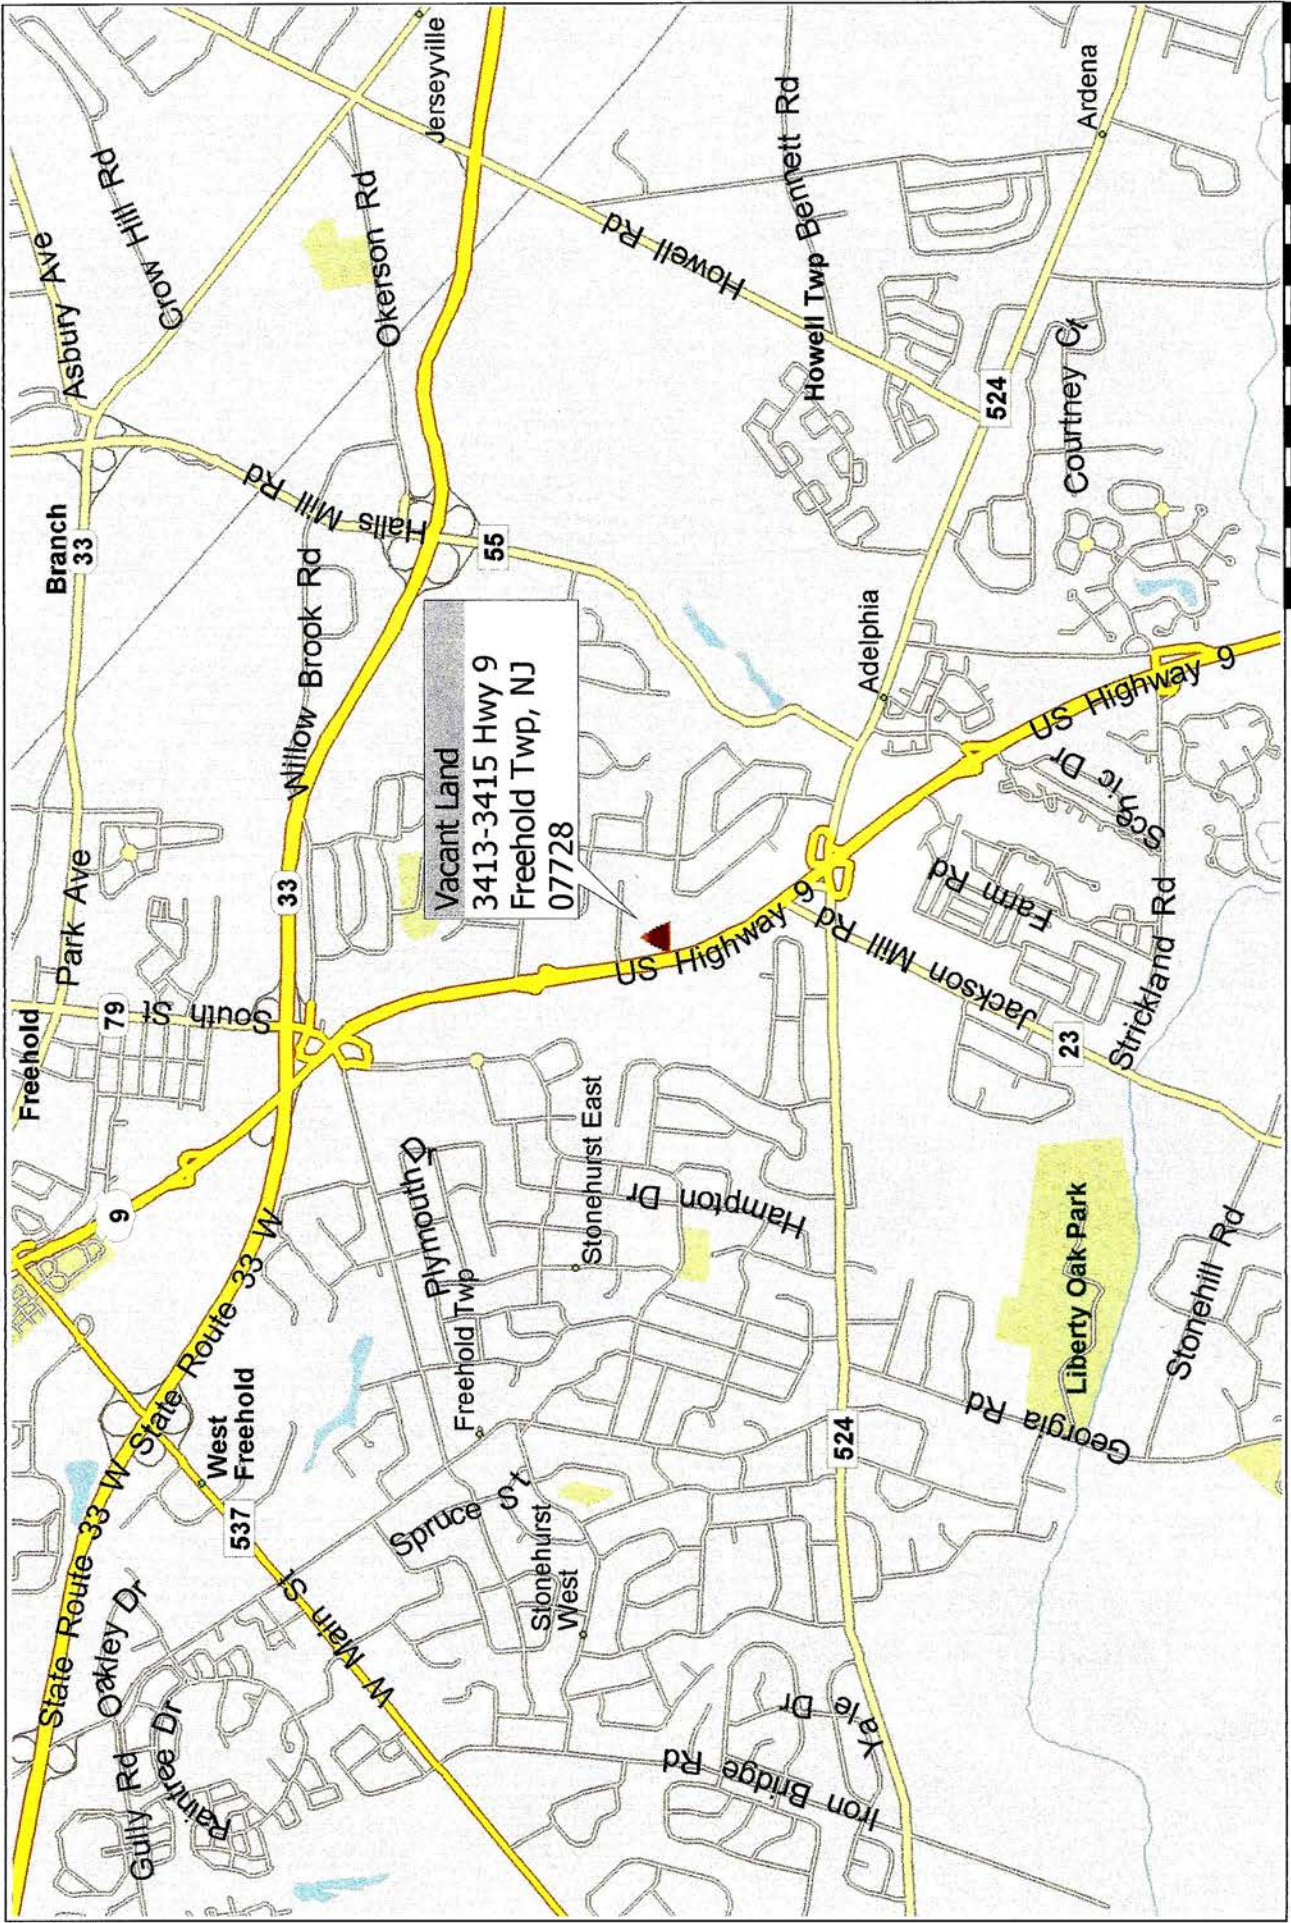 State Route 33 W
State Route 33 W
Oakley Dr
Gully Rd
Raintree Dr
W Main St
537
West
Freehold
9
Freehold
79
South St
Park Ave
Branch
33
Asbury Ave
Crow Hill Rd
Jerseyville
Okerson Rd
Halls Mill Rd
Willow Brook Rd
33
55
Vacant Land
3413-3415 Hwy 9
Freehold Twp, NJ
07728
Plymouth D
Freehold Twp
Spruce St
Stonehurst
West
Stonehurst East
Hampton Dr
US Highway 9
Howell Rd
Howell Twp
Bennett Rd
Iron Bridge Rd
Yale Dr
524
Georgia Rd
Jackson Mill Rd
23
Farm Rd
Scenic Dr
US Highway 9
Adelphia
524
Ardena
Courtney Ct
Strickland Rd
Liberty Oak Park
Stonehill Rd